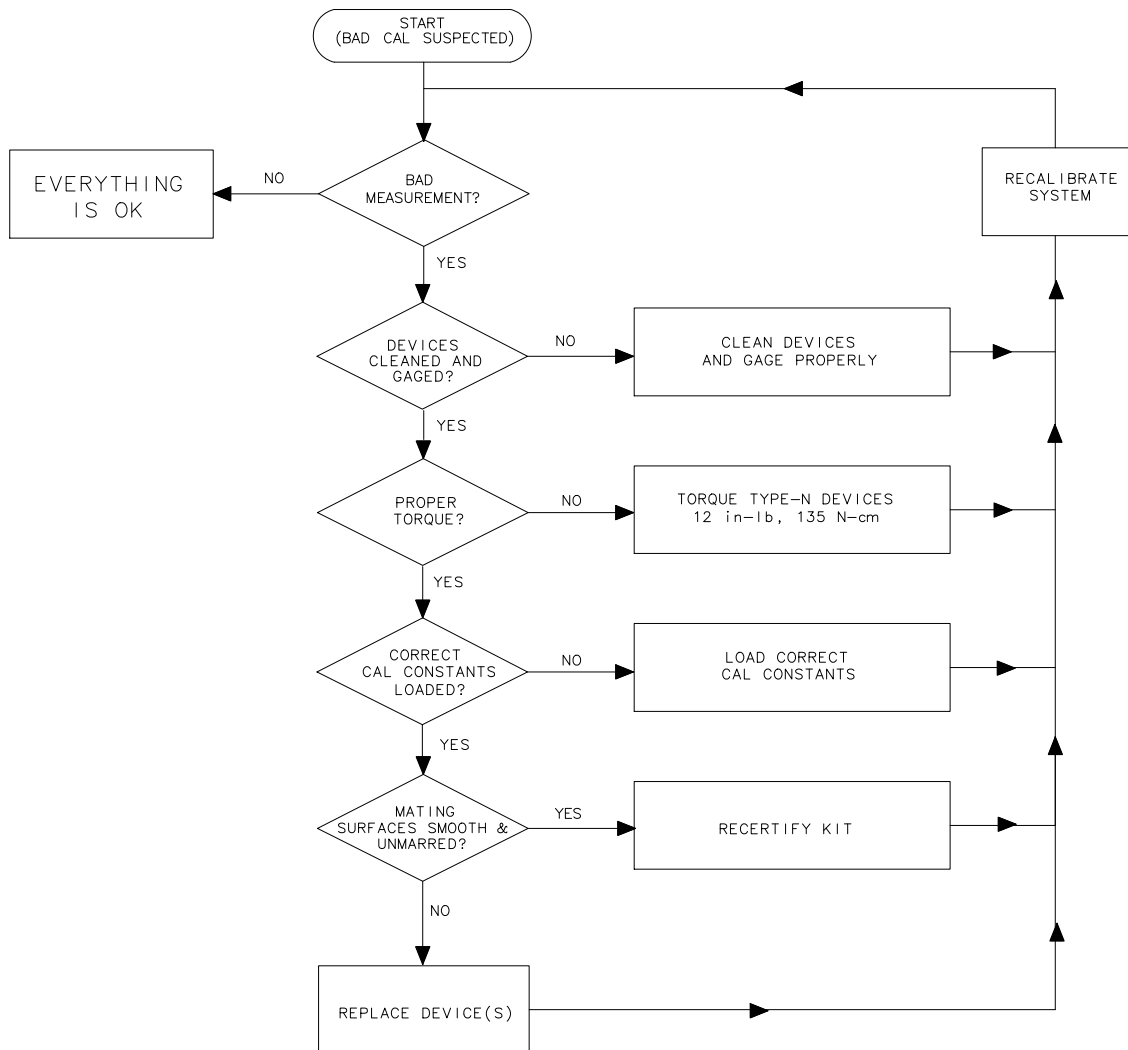 START
(BAD CAL SUSPECTED)
BAD
MEASUREMENT?
NO
EVERYTHING
IS OK
RECALIBRATE
SYSTEM
YES
DEVICES
CLEANED AND
GAGED?
NO
CLEAN DEVICES
AND GAGE PROPERLY
YES
PROPER
TORQUE?
NO
TORQUE TYPE-N DEVICES
12 in-lb, 135 N-cm
YES
CORRECT
CAL CONSTANTS
LOADED?
NO
LOAD CORRECT
CAL CONSTANTS
YES
MATING
SURFACES SMOOTH &
UNMARRED?
YES
RECERTIFY KIT
NO
REPLACE DEVICE(S)